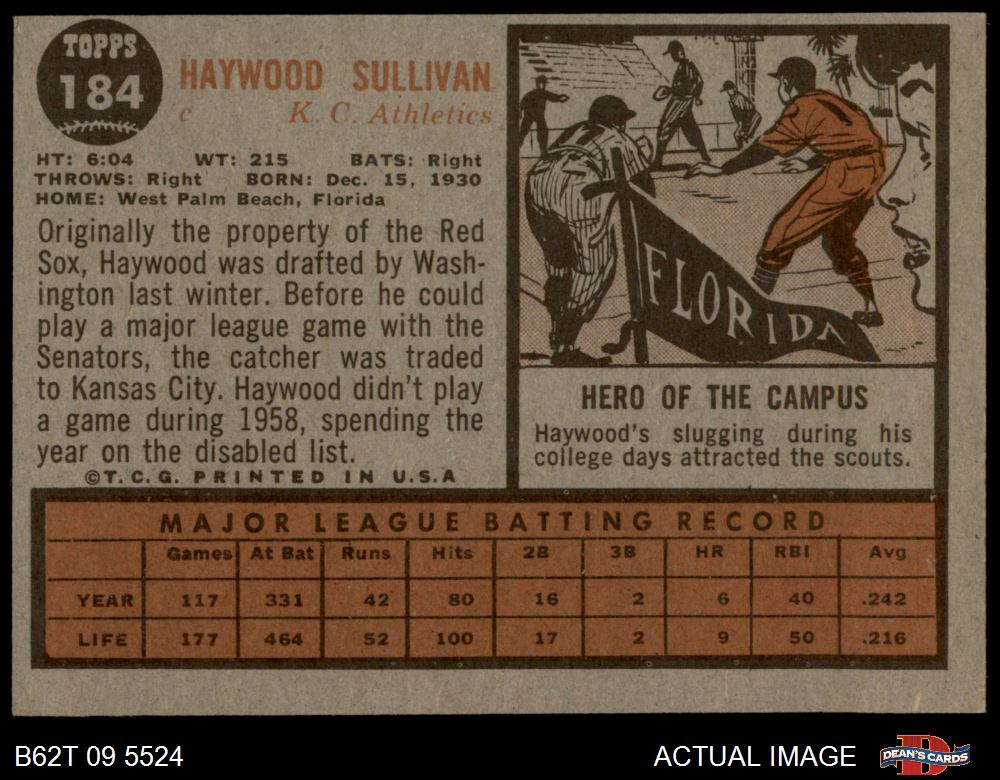 TOPPS
184
HAYWOOD SULLIVAN
c K. C. Athletics
HT: 6:04 WT: 215 BATS: Right
THROWS: Right BORN: Dec. 15, 1930
HOME: West Palm Beach, Florida
Originally the property of the Red
Sox, Haywood was drafted by Wash-
ington last winter. Before he could
play a major league game with the
Senators, the catcher was traded
to Kansas City. Haywood didn't play
a game during 1958, spending the
year on the disabled list.
©T.C.G. PRINTED IN U.S.A
FLORIDA
HERO OF THE CAMPUS
Haywood's slugging during his
college days attracted the scouts.
MAJOR LEAGUE BATTING RECORD
Games At Bat Runs Hits 2B 3B HR RBI Avg
YEAR 117 331 42 80 16 2 6 40 .242
LIFE 177 464 52 100 17 2 9 50 .216
B62T 09 5524 ACTUAL IMAGE DEAN'S CARDS